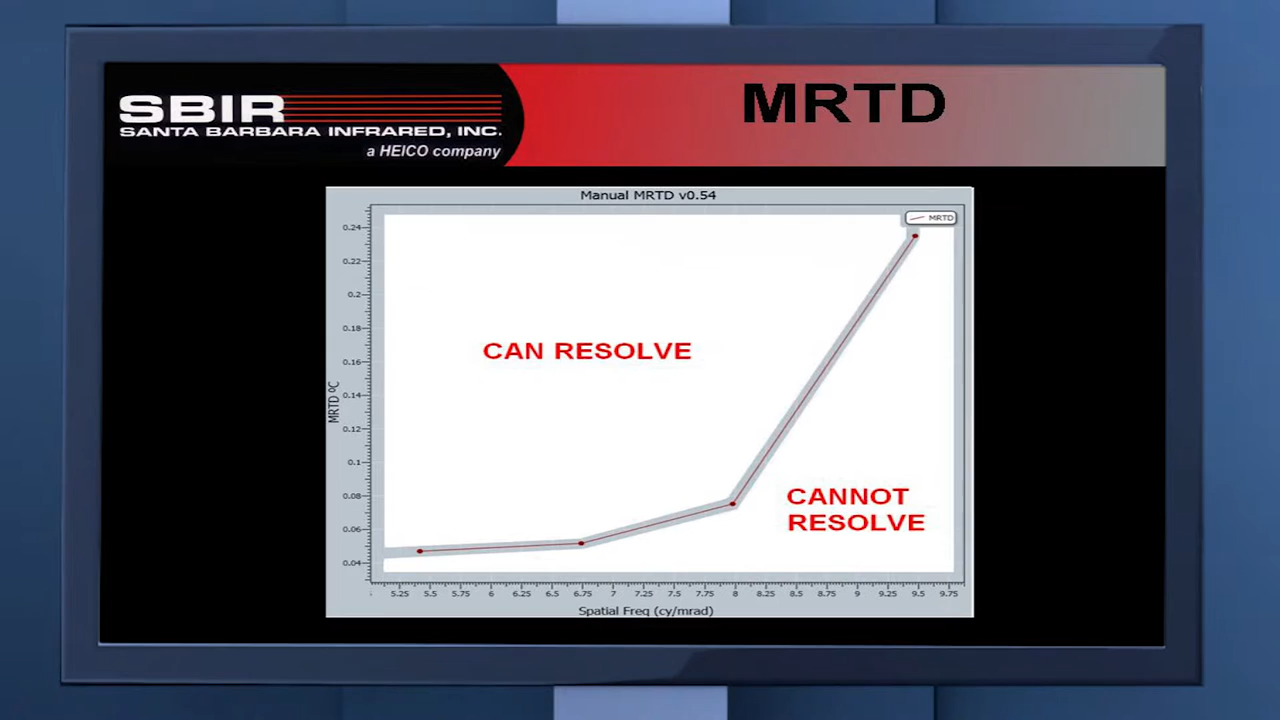 SBIR
SANTA BARBARA INFRARED, INC.
a HEICO company
MRTD
Manual MRTD v0.54
MRTD
0.24
0.22
0.2
0.18
0.16
0.14
0.12
0.1
0.08
0.06
0.04
MRTD ºC
CAN RESOLVE
CANNOT
RESOLVE
5.25 5.5 5.75 6 6.25 6.5 6.75 7 7.25 7.5 7.75 8 8.25 8.5 8.75 9 9.25 9.5 9.75
Spatial Freq (cy/mrad)